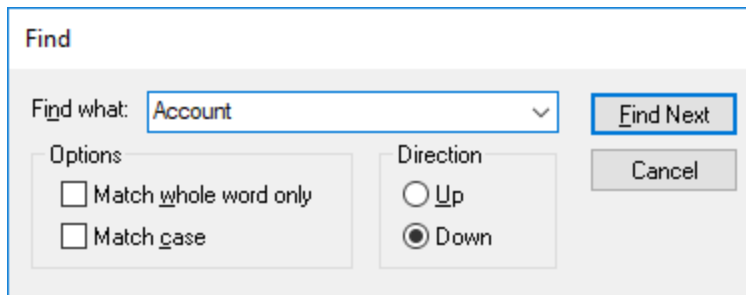 Find
Find what: Account
Find Next
Options
Direction
Cancel
Match whole word only
Up
Match case
Down